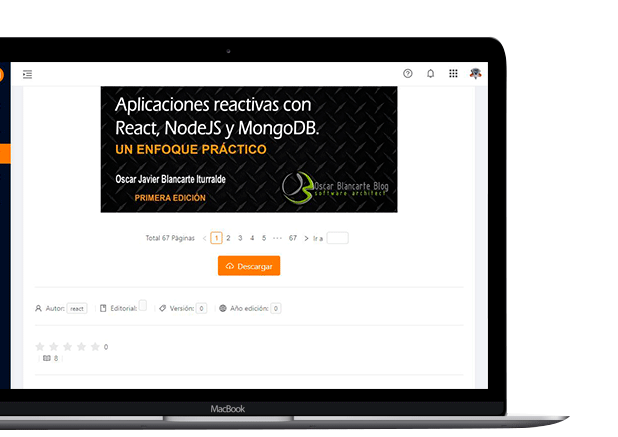 Aplicaciones reactivas con
React, NodeJS y MongoDB.
UN ENFOQUE PRÁCTICO
Oscar Javier Blancarte Iturralde
PRIMERA EDICIÓN
Oscar Blancarte Blog
software architect
Total 67 Páginas < 1 2 3 4 5 ••• 67 > Ir a
Descargar
Autor: react Editorial: Versión: 0 Año edición: 0
0
8
MacBook